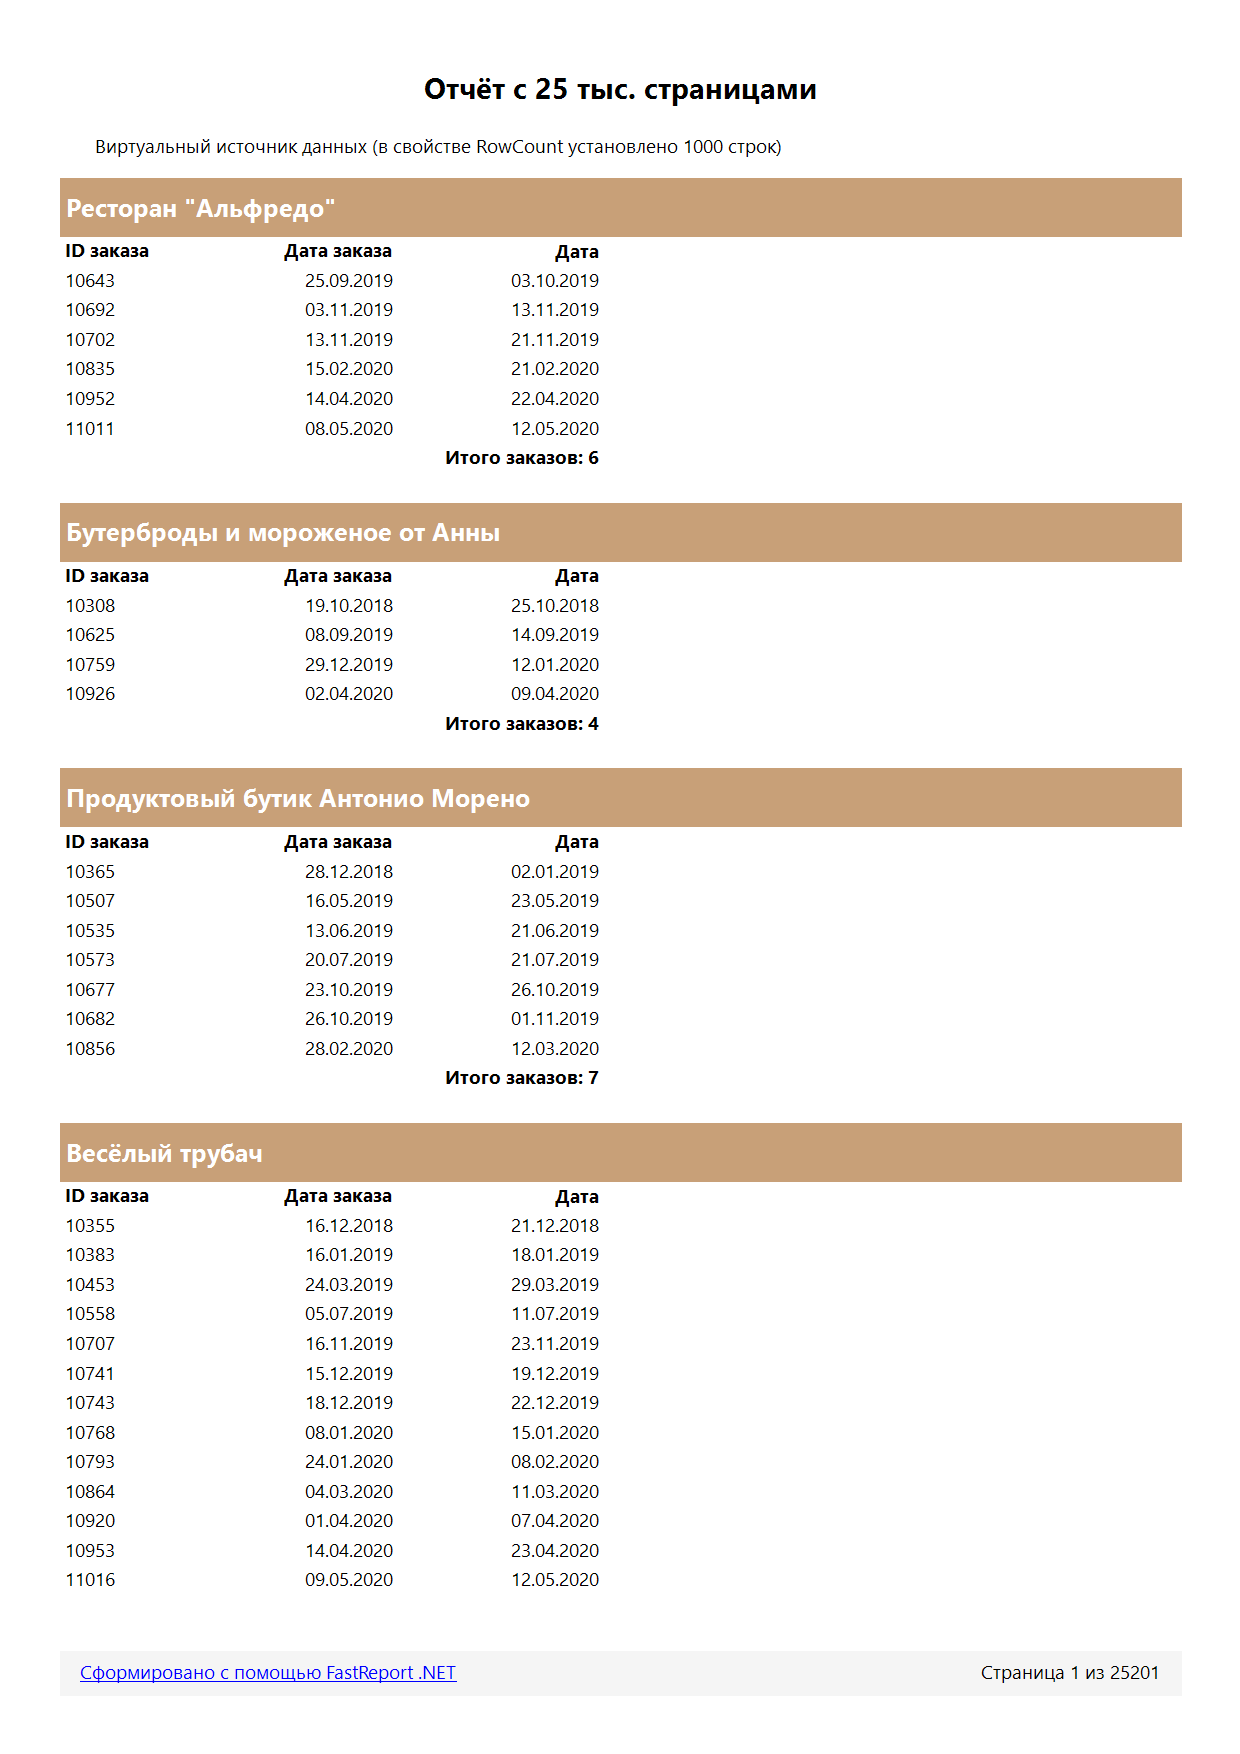 Отчёт с 25 тыс. страницами
Виртуальный источник данных (в свойстве RowCount установлено 1000 строк)
Ресторан "Альфредо"
ID заказа Дата заказа Дата
10643 25.09.2019 03.10.2019
10692 03.11.2019 13.11.2019
10702 13.11.2019 21.11.2019
10835 15.02.2020 21.02.2020
10952 14.04.2020 22.04.2020
11011 08.05.2020 12.05.2020
Итого заказов: 6
Бутерброды и мороженое от Анны
ID заказа Дата заказа Дата
10308 19.10.2018 25.10.2018
10625 08.09.2019 14.09.2019
10759 29.12.2019 12.01.2020
10926 02.04.2020 09.04.2020
Итого заказов: 4
Продуктовый бутик Антонио Морено
ID заказа Дата заказа Дата
10365 28.12.2018 02.01.2019
10507 16.05.2019 23.05.2019
10535 13.06.2019 21.06.2019
10573 20.07.2019 21.07.2019
10677 23.10.2019 26.10.2019
10682 26.10.2019 01.11.2019
10856 28.02.2020 12.03.2020
Итого заказов: 7
Весёлый трубач
ID заказа Дата заказа Дата
10355 16.12.2018 21.12.2018
10383 16.01.2019 18.01.2019
10453 24.03.2019 29.03.2019
10558 05.07.2019 11.07.2019
10707 16.11.2019 23.11.2019
10741 15.12.2019 19.12.2019
10743 18.12.2019 22.12.2019
10768 08.01.2020 15.01.2020
10793 24.01.2020 08.02.2020
10864 04.03.2020 11.03.2020
10920 01.04.2020 07.04.2020
10953 14.04.2020 23.04.2020
11016 09.05.2020 12.05.2020
Сформировано с помощью FastReport .NET Страница 1 из 25201